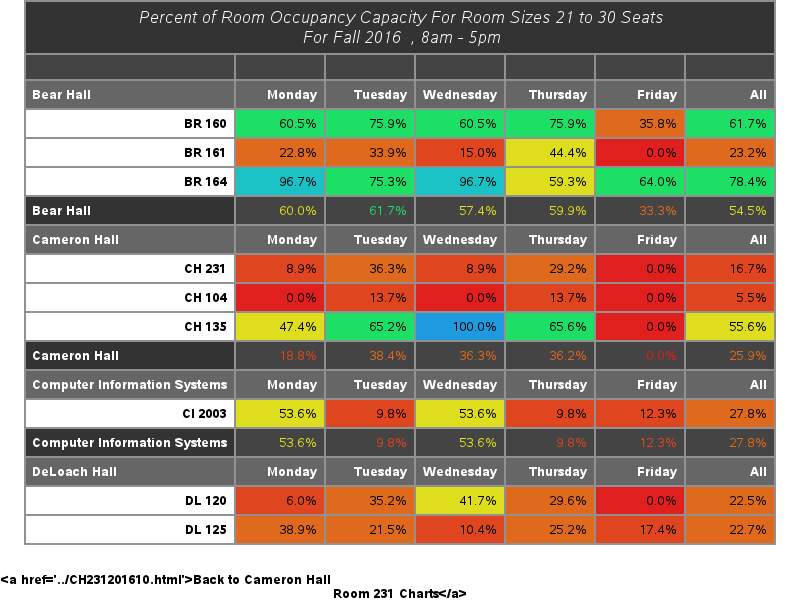 Percent of Room Occupancy Capacity For Room Sizes 21 to 30 Seats
For Fall 2016 , 8am - 5pm
Bear Hall Monday Tuesday Wednesday Thursday Friday All
BR 160 60.5% 75.9% 60.5% 75.9% 35.8% 61.7%
BR 161 22.8% 33.9% 15.0% 44.4% 0.0% 23.2%
BR 164 96.7% 75.3% 96.7% 59.3% 64.0% 78.4%
Bear Hall 60.0% 61.7% 57.4% 59.9% 33.3% 54.5%
Cameron Hall Monday Tuesday Wednesday Thursday Friday All
CH 231 8.9% 36.3% 8.9% 29.2% 0.0% 16.7%
CH 104 0.0% 13.7% 0.0% 13.7% 0.0% 5.5%
CH 135 47.4% 65.2% 100.0% 65.6% 0.0% 55.6%
Cameron Hall 18.8% 38.4% 36.3% 36.2% 0.0% 25.9%
Computer Information Systems Monday Tuesday Wednesday Thursday Friday All
CI 2003 53.6% 9.8% 53.6% 9.8% 12.3% 27.8%
Computer Information Systems 53.6% 9.8% 53.6% 9.8% 12.3% 27.8%
DeLoach Hall Monday Tuesday Wednesday Thursday Friday All
DL 120 6.0% 35.2% 41.7% 29.6% 0.0% 22.5%
DL 125 38.9% 21.5% 10.4% 25.2% 17.4% 22.7%
<a href='../CH231201610.html'>Back to Cameron Hall
Room 231 Charts</a>